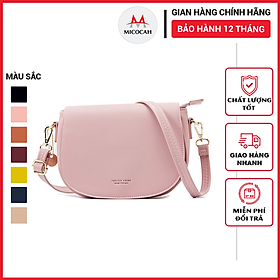 MICOCAH
GIAN HÀNG CHÍNH HÃNG
BẢO HÀNH 12 THÁNG
MÀU SẮC
CHẤT LƯỢNG
TỐT
GIAO HÀNG
NHANH
MIỄN PHÍ
ĐỔI TRẢ